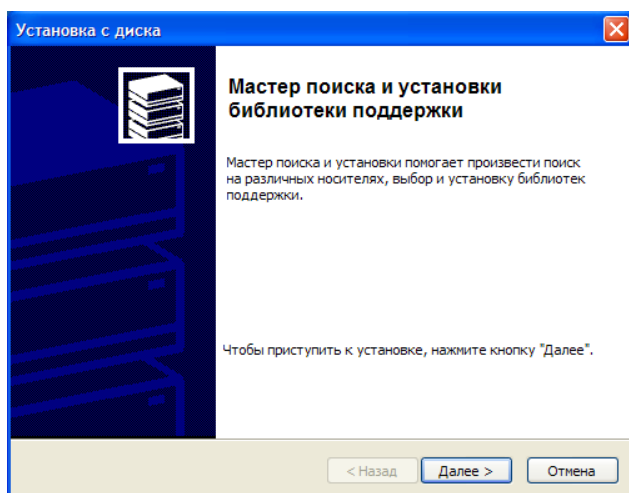 Установка с диска
Мастер поиска и установки
библиотеки поддержки
Мастер поиска и установки помогает произвести поиск
на различных носителях, выбор и установку библиотек
поддержки.
Чтобы приступить к установке, нажмите кнопку "Далее".
< Назад Далее > Отмена